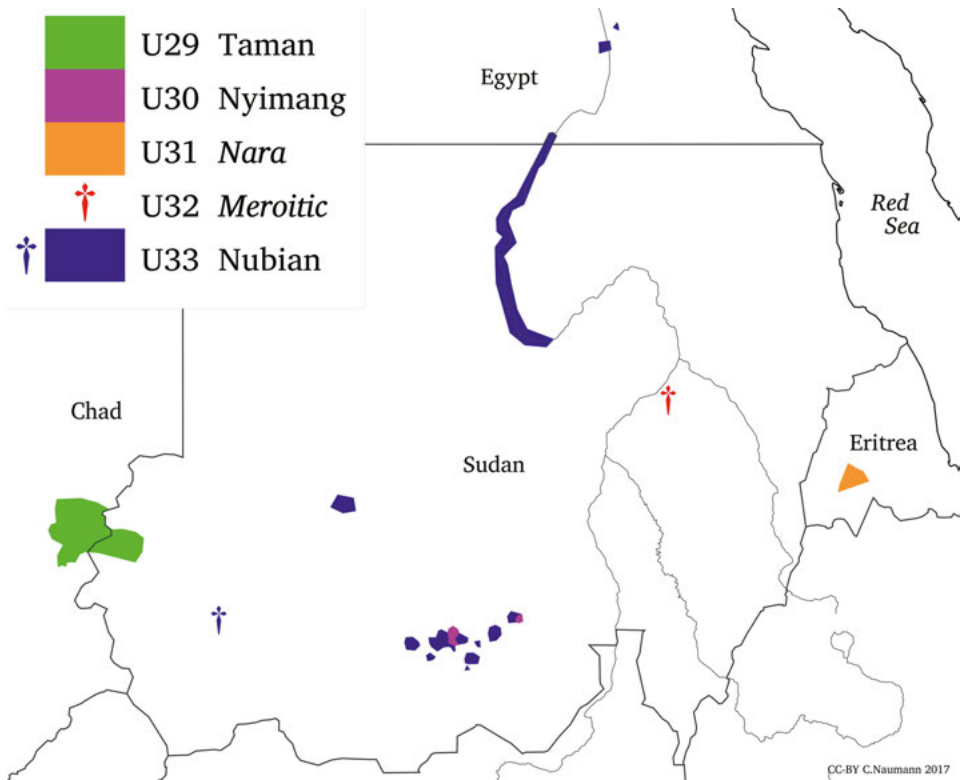 U29 Taman
U30 Nyimang
U31 Nara
† U32 Meroitic
† U33 Nubian
Egypt
Red
Sea
Chad
Sudan
Eritrea
CC-BY C.Naumann 2017